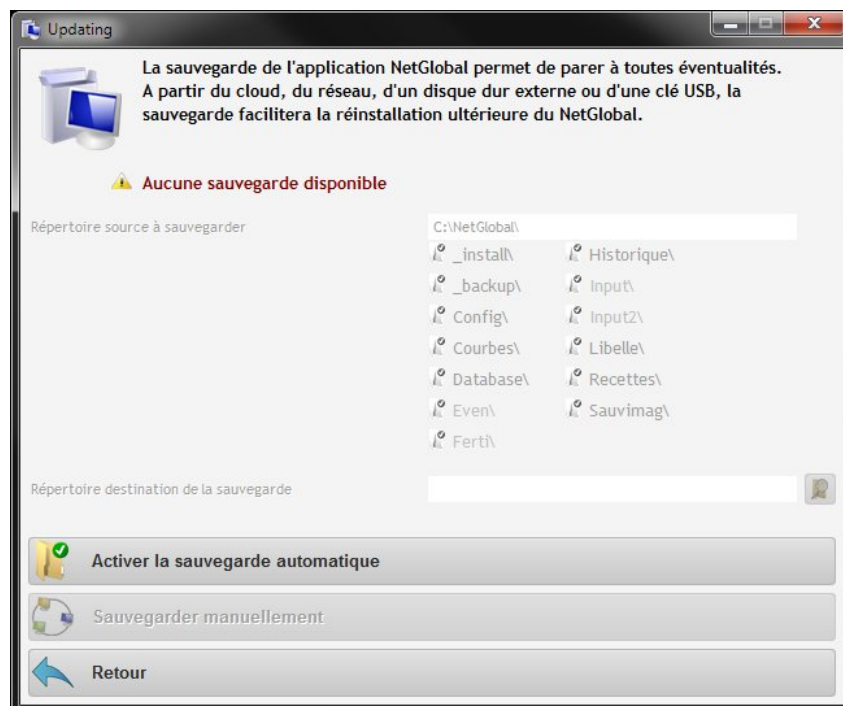 Updating
La sauvegarde de l'application NetGlobal permet de parer à toutes éventualités.
A partir du cloud, du réseau, d'un disque dur externe ou d'une clé USB, la
sauvegarde facilitera la réinstallation ultérieure du NetGlobal.
Aucune sauvegarde disponible
Répertoire source à sauvegarder
C:\NetGlobal\
_install\ Historique\
_backup\ Input\
Config\ Input2\
Courbes\ Libelle\
Database\ Recettes\
Even\ Sauvimag\
Ferti\
Répertoire destination de la sauvegarde
Activer la sauvegarde automatique
Sauvegarder manuellement
Retour